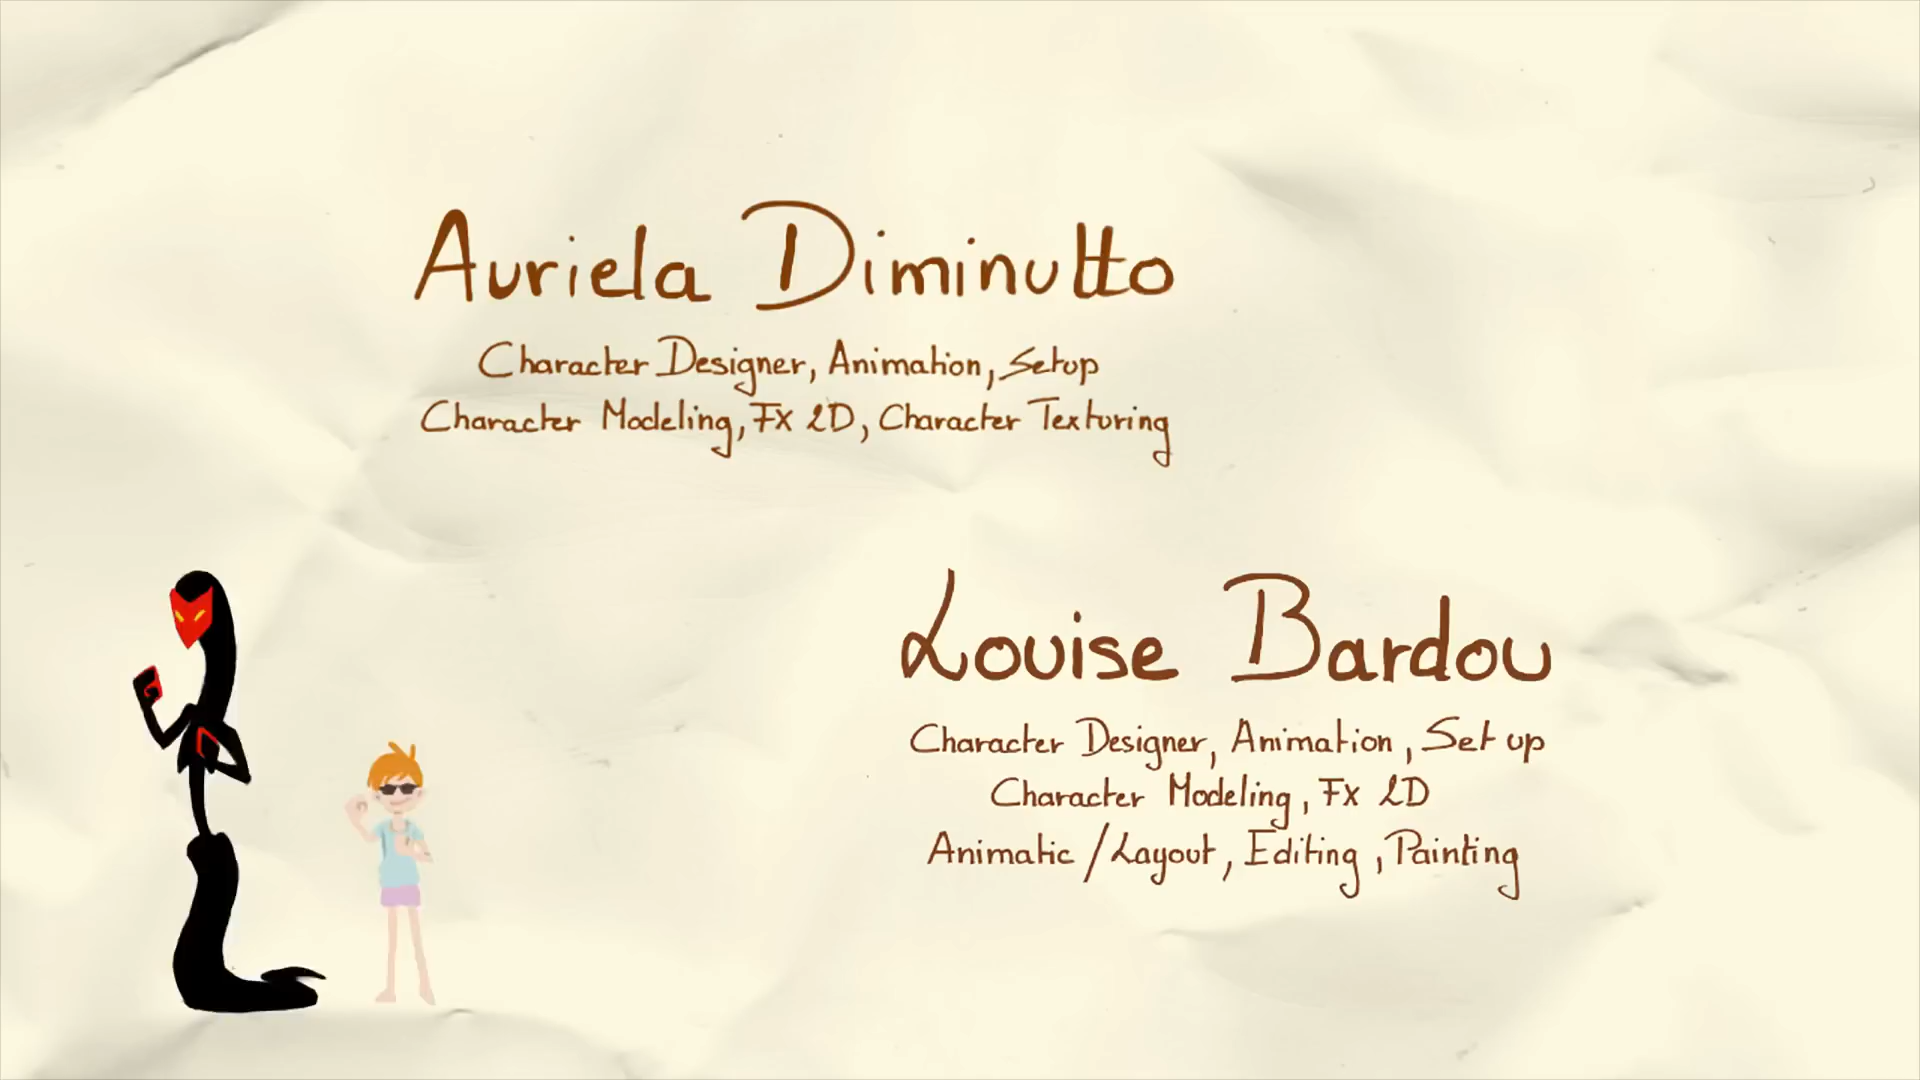 Auriela Diminutto
Character Designer, Animation, Setup
Character Modeling, FX 2D, Character Texturing
Louise Bardou
Character Designer, Animation, Set up
Character Modeling, FX 2D
Animatic / Layout, Editing, Painting